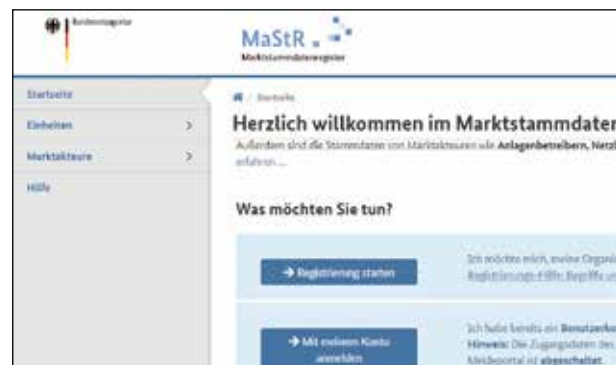 Bundesnetzagentur
MaStR
Marktstammdatenregister
Startseite
Einheiten
Marktakteure
Hilfe
Startseite
Herzlich willkommen im Marktstammdaten
Außerdem sind die Stammdaten von Marktakteuren wie Anlagenbetreibern, Netzb
erfahren ...
Was möchten Sie tun?
Registrierung starten
Ich möchte mich, meine Organi
Registrierungs-Hilfe: Begriffe un
Mit meinem Konto
anmelden
Ich habe bereits ein Benutzerko
Hinweis: Die Zugangsdaten des
Meldeportal ist abgeschaltet.